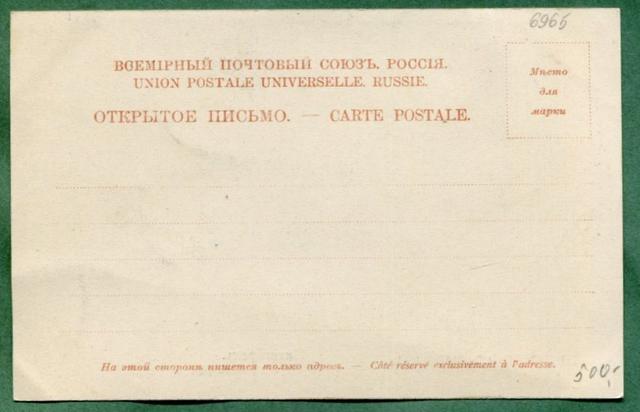 6965
ВСЕМІРНЫЙ ПОЧТОВЫЙ СОЮЗЪ. РОССІЯ.
UNION POSTALE UNIVERSELLE. RUSSIE.
ОТКРЫТОЕ ПИСЬМО. — CARTE POSTALE.
Мѣсто
для
марки
На этой сторонѣ пишется только адресъ. — Côté réservé exclusivement à l'adresse.
500,-